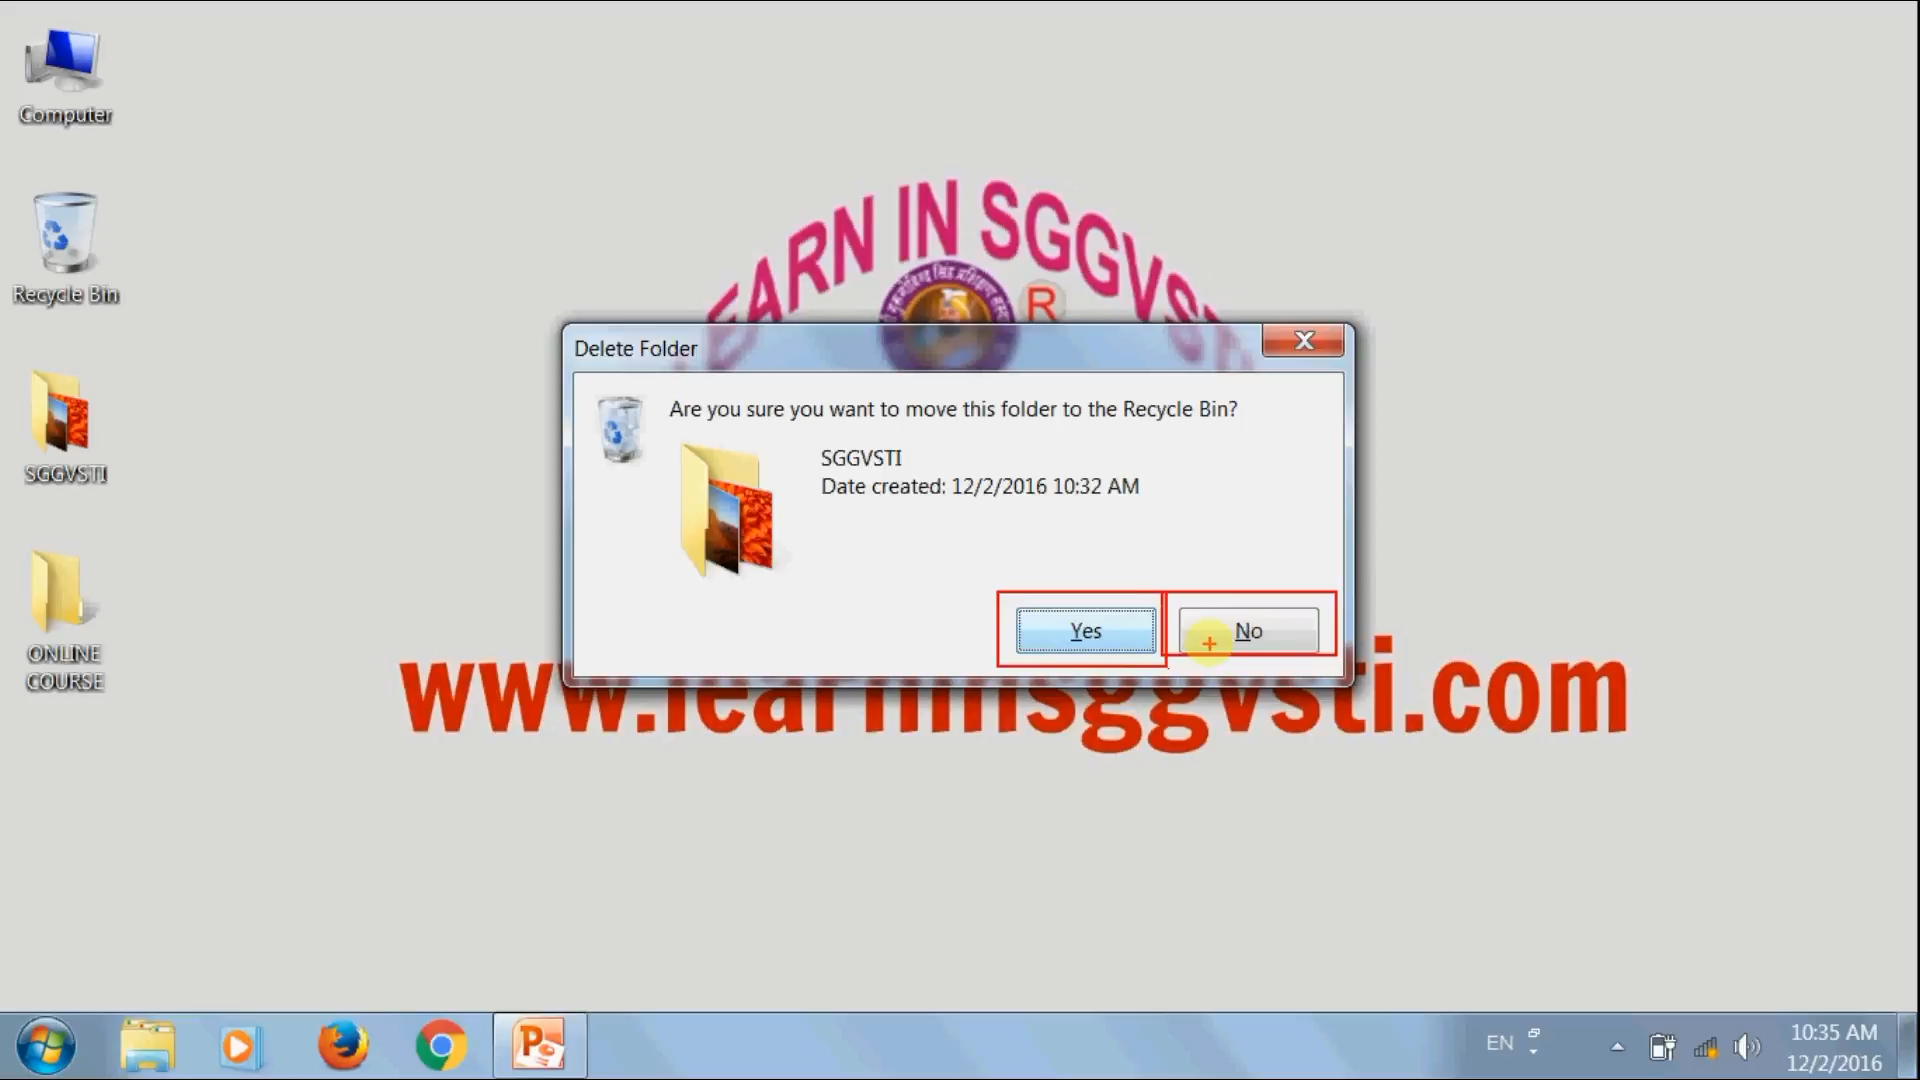 Computer
Recycle Bin
SGGVSTI
ONLINE
COURSE
EARN IN SGGVS
R
Delete Folder
X
Are you sure you want to move this folder to the Recycle Bin?
SGGVSTI
Date created: 12/2/2016 10:32 AM
Yes
No
www.learninsggvsti.com
EN
10:35 AM
12/2/2016